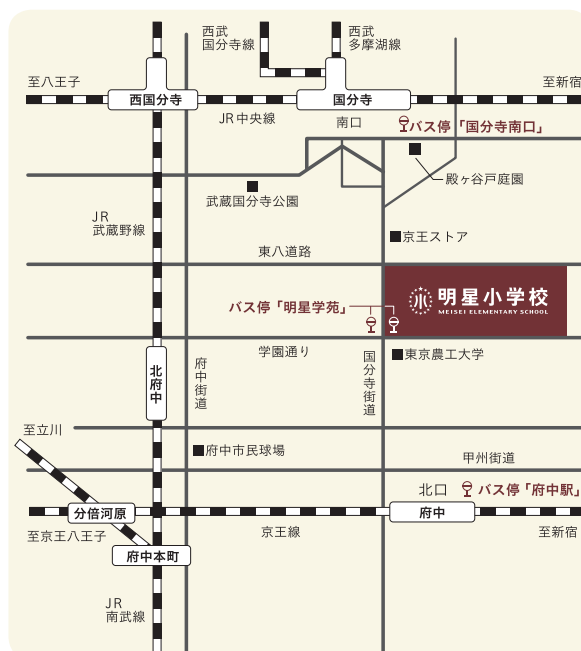 西武
国分寺線
西武
多摩湖線
至八王子
至新宿
西国分寺
国分寺
JR中央線
南口
バス停「国分寺南口」
殿ヶ谷戸庭園
武蔵国分寺公園
JR
武蔵野線
京王ストア
東八道路
明星小学校
MEISEI ELEMENTARY SCHOOL
小
バス停「明星学苑」
学園通り
東京農工大学
国分寺街道
府中街道
北府中
至立川
府中市民球場
甲州街道
北口
バス停「府中駅」
分倍河原
府中
至京王八王子
京王線
至新宿
府中本町
JR
南武線